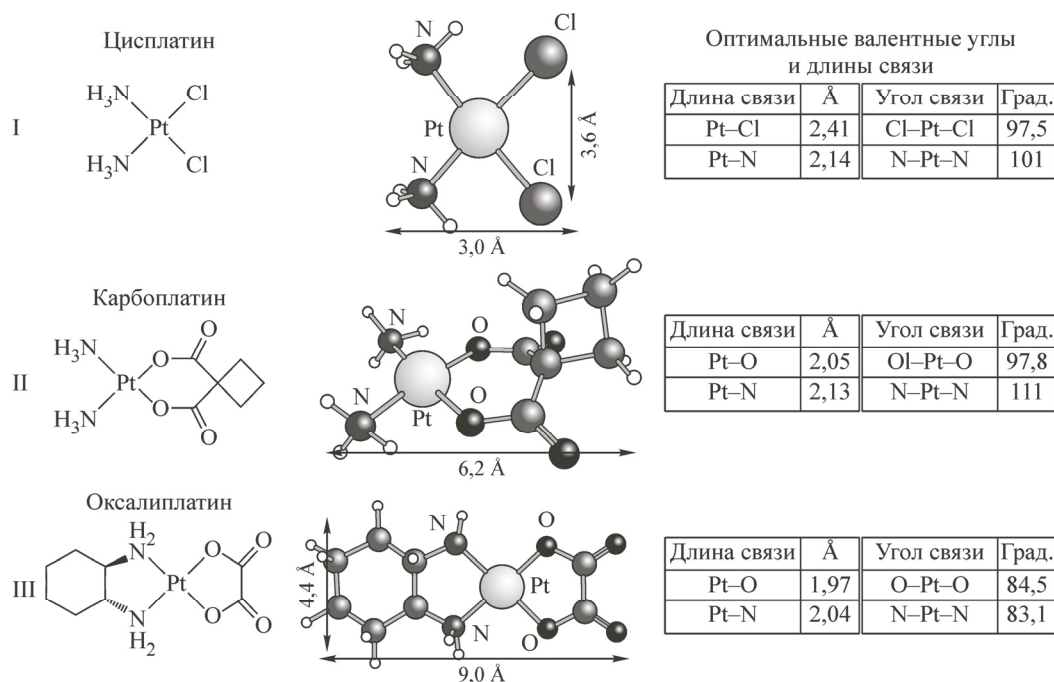 Цисплатин
Оптимальные валентные углы
и длины связи
I
H₃N
Cl
Pt
H₃N
Cl
Cl
N
Pt
N
Cl
3,6 Å
3,0 Å
Длина связи Å Угол связи Град.
Pt–Cl 2,41 Cl–Pt–Cl 97,5
Pt–N 2,14 N–Pt–N 101
Карбоплатин
II
O
H₃N
O
Pt
H₃N
O
O
N
O
N
Pt
O
6,2 Å
Длина связи Å Угол связи Град.
Pt–O 2,05 Ol–Pt–O 97,8
Pt–N 2,13 N–Pt–N 111
Оксалиплатин
III
H₂
N
O
O
Pt
N
H₂
O
O
4,4 Å
N
O
Pt
N
O
9,0 Å
Длина связи Å Угол связи Град.
Pt–O 1,97 O–Pt–O 84,5
Pt–N 2,04 N–Pt–N 83,1